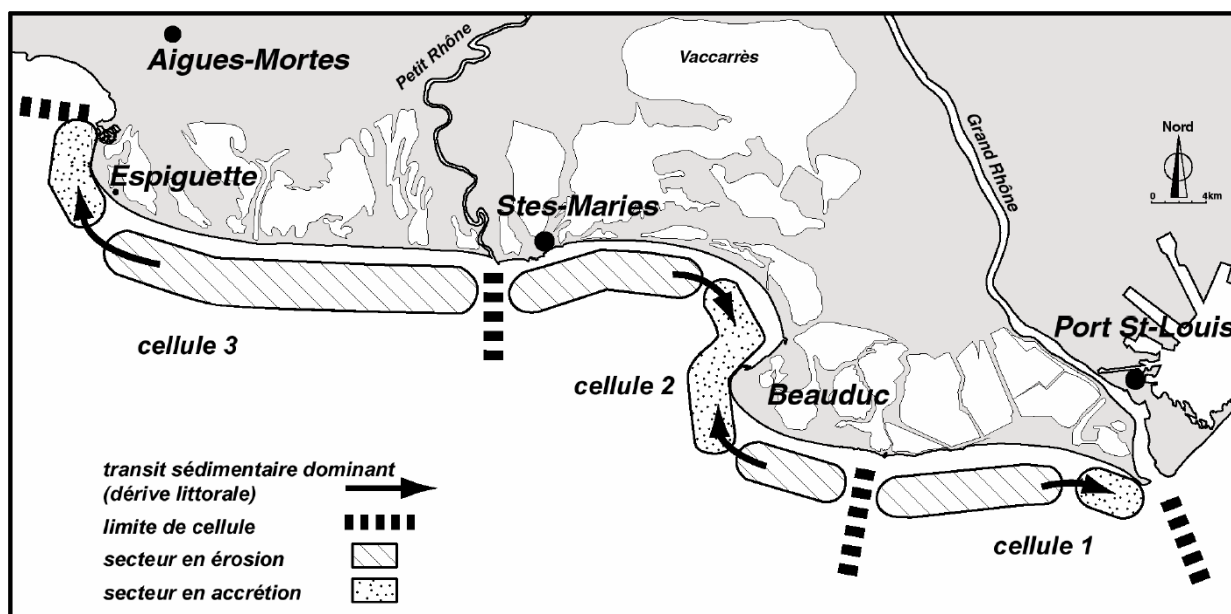 Aigues-Mortes
Petit Rhône
Vaccarrès
Grand Rhône
Nord
0 4km
Espiguette
Stes-Maries
Port St-Louis
cellule 3
cellule 2
Beauduc
cellule 1
transit sédimentaire dominant
(dérive littorale)
limite de cellule
secteur en érosion
secteur en accrétion